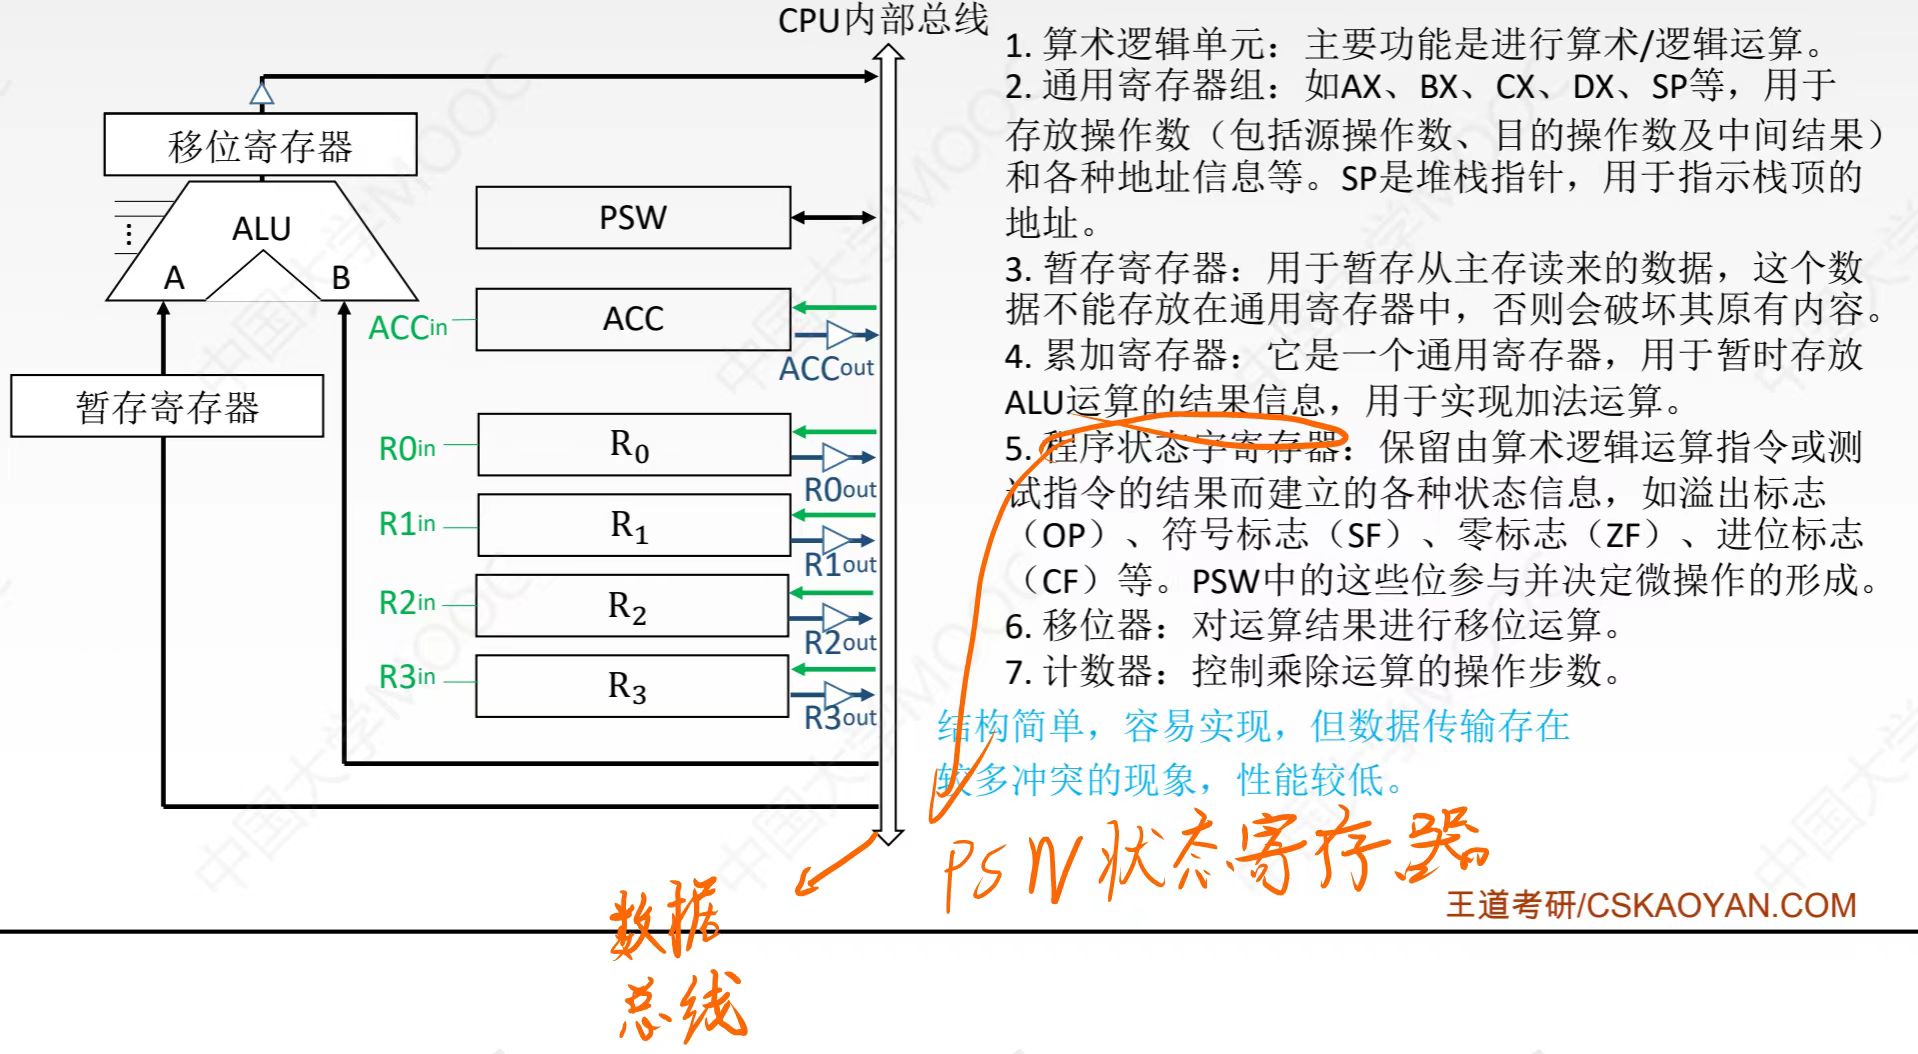 CPU内部总线
移位寄存器
ALU
A
B
PSW
ACCin
ACC
ACCout
暂存寄存器
R0in
R0
R0out
R1in
R1
R1out
R2in
R2
R2out
R3in
R3
R3out
1. 算术逻辑单元：主要功能是进行算术/逻辑运算。
2. 通用寄存器组：如AX、BX、CX、DX、SP等，用于
存放操作数（包括源操作数、目的操作数及中间结果）
和各种地址信息等。SP是堆栈指针，用于指示栈顶的
地址。
3. 暂存寄存器：用于暂存从主存读来的数据，这个数
据不能存放在通用寄存器中，否则会破坏其原有内容。
4. 累加寄存器：它是一个通用寄存器，用于暂时存放
ALU运算的结果信息，用于实现加法运算。
5. 程序状态字寄存器：保留由算术逻辑运算指令或测
试指令的结果而建立的各种状态信息，如溢出标志
（OP）、符号标志（SF）、零标志（ZF）、进位标志
（CF）等。PSW中的这些位参与并决定微操作的形成。
6. 移位器：对运算结果进行移位运算。
7. 计数器：控制乘除运算的操作步数。
结构简单，容易实现，但数据传输存在
较多冲突的现象，性能较低。
PSW状态寄存器
王道考研/CSKAOYAN.COM
数据
总线
中国大学MOOC